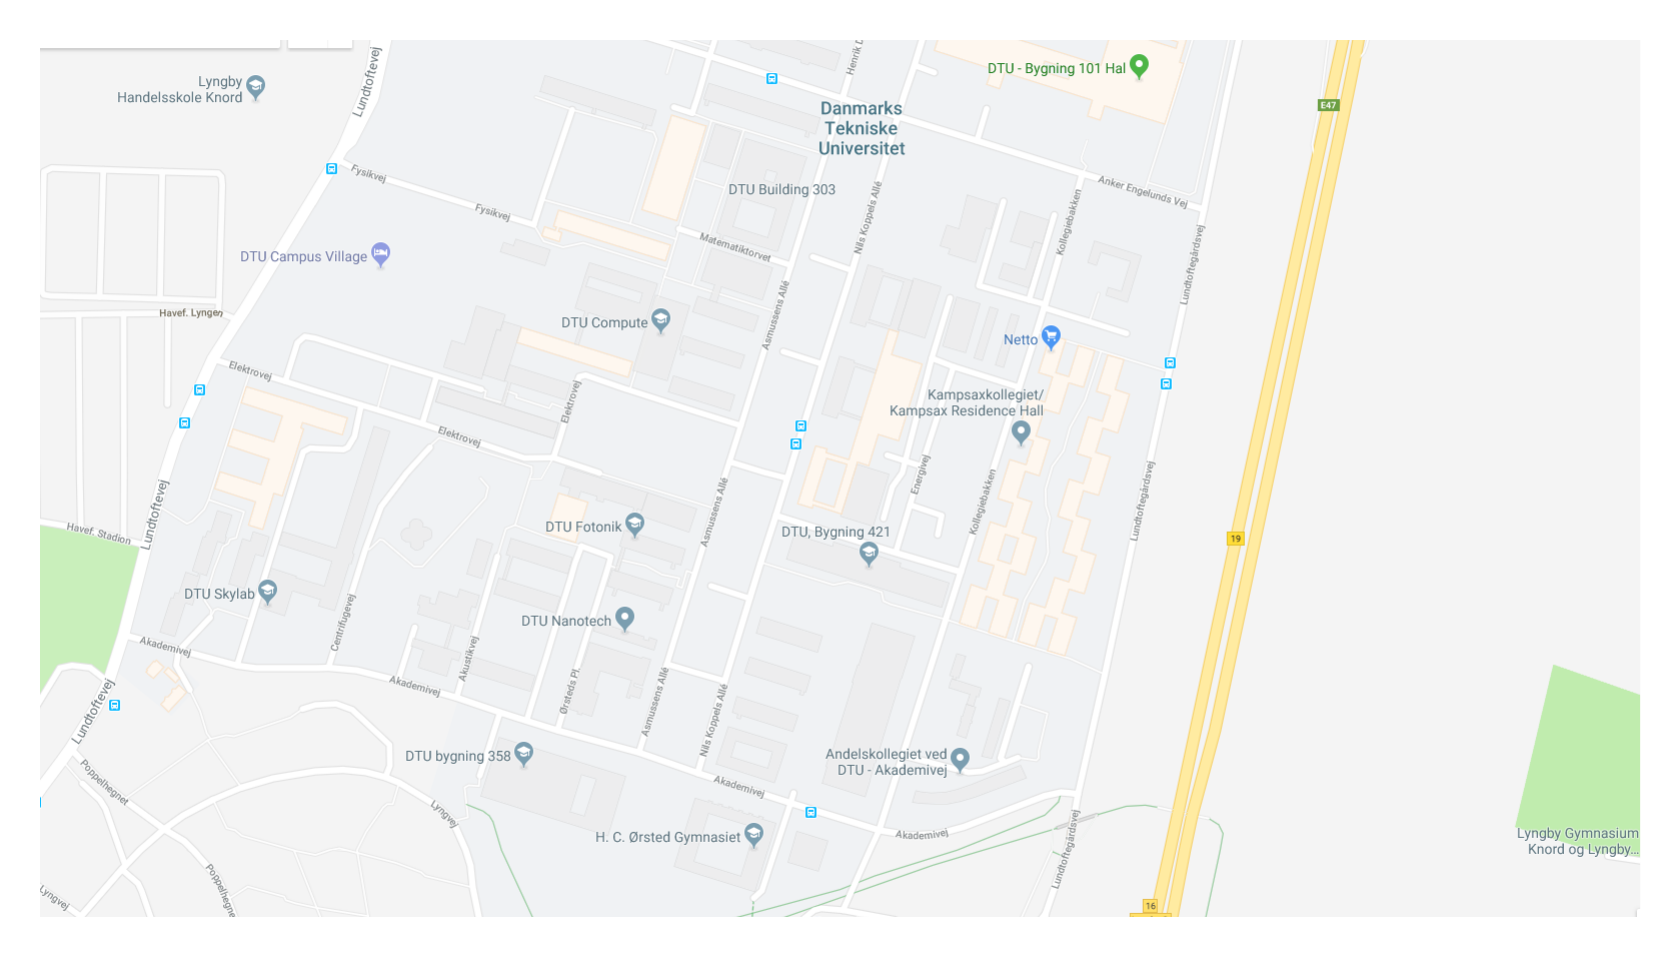 Lyngby
Handelsskole Knord
Lundtoftevej
Henrik D
DTU - Bygning 101 Hal
E47
Danmarks
Tekniske
Universitet
Fysikvej
Fysikvej
DTU Building 303
Anker Engelunds Vej
Kollegiebakken
Nils Koppels Allé
Matematiktorvet
DTU Campus Village
Lundtoftegårdsvej
Havef. Lyngen
DTU Compute
Asmussens Allé
Netto
Elektrovej
Elektrovej
Kampsaxkollegiet/
Kampsax Residence Hall
Elektrovej
Energivej
Kollegiebakken
Lundtoftegårdsvej
Lundtoftevej
Asmussens Allé
Havef. Stadion
DTU Fotonik
DTU, Bygning 421
19
DTU Skylab
Centrifugevej
DTU Nanotech
Akademivej
Akustikvej
Akademivej
Ørsteds Pl.
Asmussens Allé
Nils Koppels Allé
Lundtoftevej
DTU bygning 358
Andelskollegiet ved
DTU - Akademivej
Poppelhegnet
Akademivej
Lyngvej
H. C. Ørsted Gymnasiet
Akademivej
Lundtoftegårdsvej
Lyngby Gymnasium
Knord og Lyngby...
Poppelhegne
Lyngvej
16